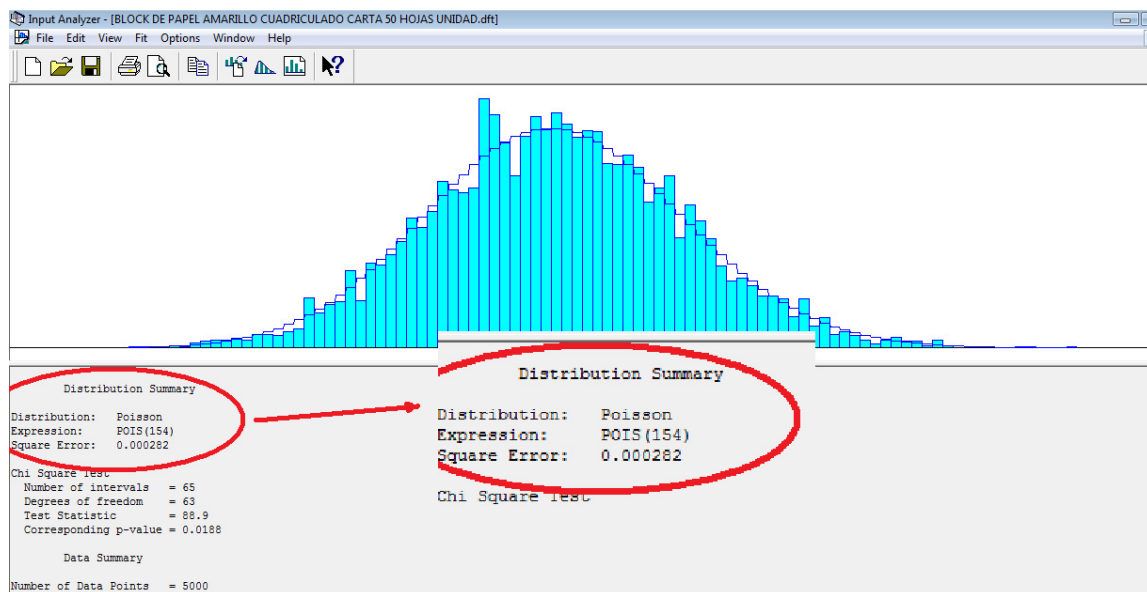 Input Analyzer - [BLOCK DE PAPEL AMARILLO CUADRICULADO CARTA 50 HOJAS UNIDAD.dft]
File Edit View Fit Options Window Help
Distribution Summary
Distribution: Poisson
Expression: POIS(154)
Square Error: 0.000282
Chi Square Test
Number of intervals = 65
Degrees of freedom = 63
Test Statistic = 88.9
Corresponding p-value = 0.0188
Data Summary
Number of Data Points = 5000
Distribution Summary
Distribution: Poisson
Expression: POIS(154)
Square Error: 0.000282
Chi Square Test